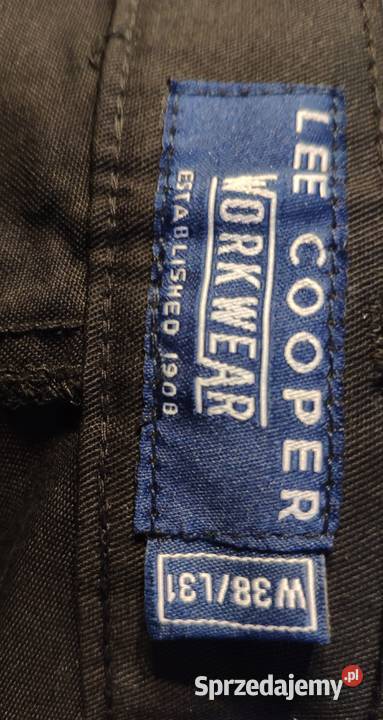 LEE COOPER
WORKWEAR
ESTABLISHED 1908
W38/L31
Sprzedajemy.pl